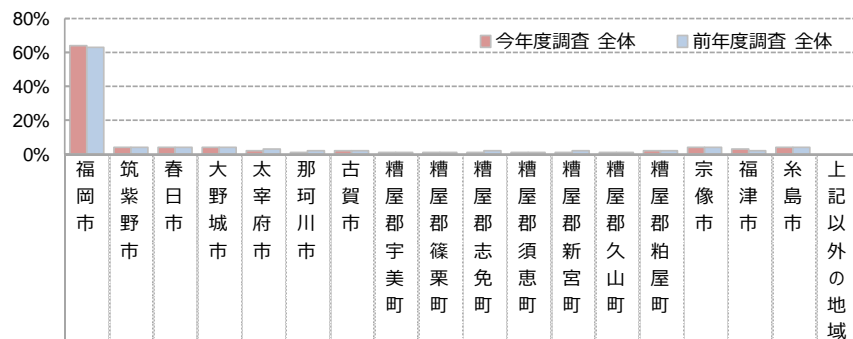 60%
40%
20%
0%
今年度調査 全体
前年度調査 全体
福岡市
筑紫野市
春日市
大野城市
太宰府市
那珂川市
古賀市
糟屋郡宇美町
糟屋郡篠栗町
糟屋郡志免町
糟屋郡須恵町
糟屋郡新宮町
糟屋郡久山町
糟屋郡粕屋町
宗像市
福津市
糸島市
上記以外の地域
80%